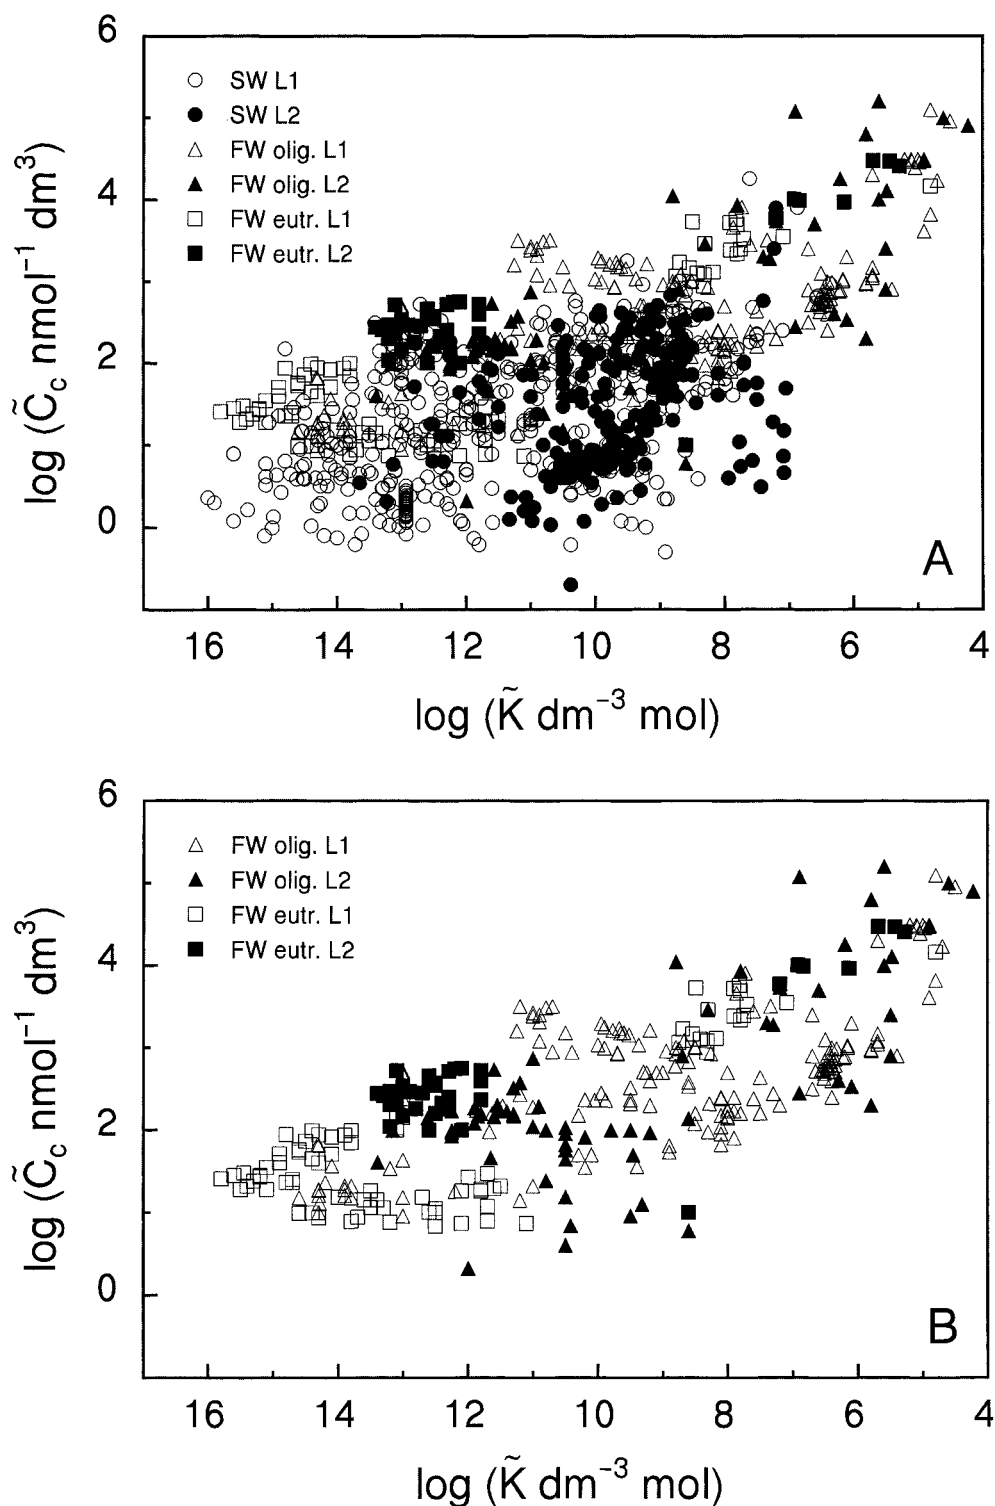 6
4
2
0
log (C̃c nmol⁻¹ dm³)
SW L1
SW L2
FW olig. L1
FW olig. L2
FW eutr. L1
FW eutr. L2
A
16 14 12 10 8 6 4
log (K̃ dm⁻³ mol)
6
4
2
0
log (C̃c nmol⁻¹ dm³)
FW olig. L1
FW olig. L2
FW eutr. L1
FW eutr. L2
B
16 14 12 10 8 6 4
log (K̃ dm⁻³ mol)